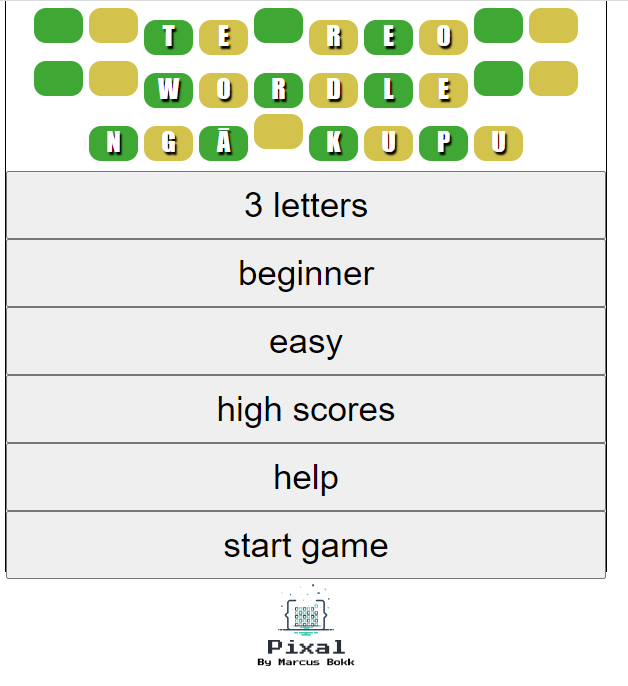 TE REO
WORDLE
NGĀ KUPU
3 letters
beginner
easy
high scores
help
start game
Pixal
By Marcus Bokk